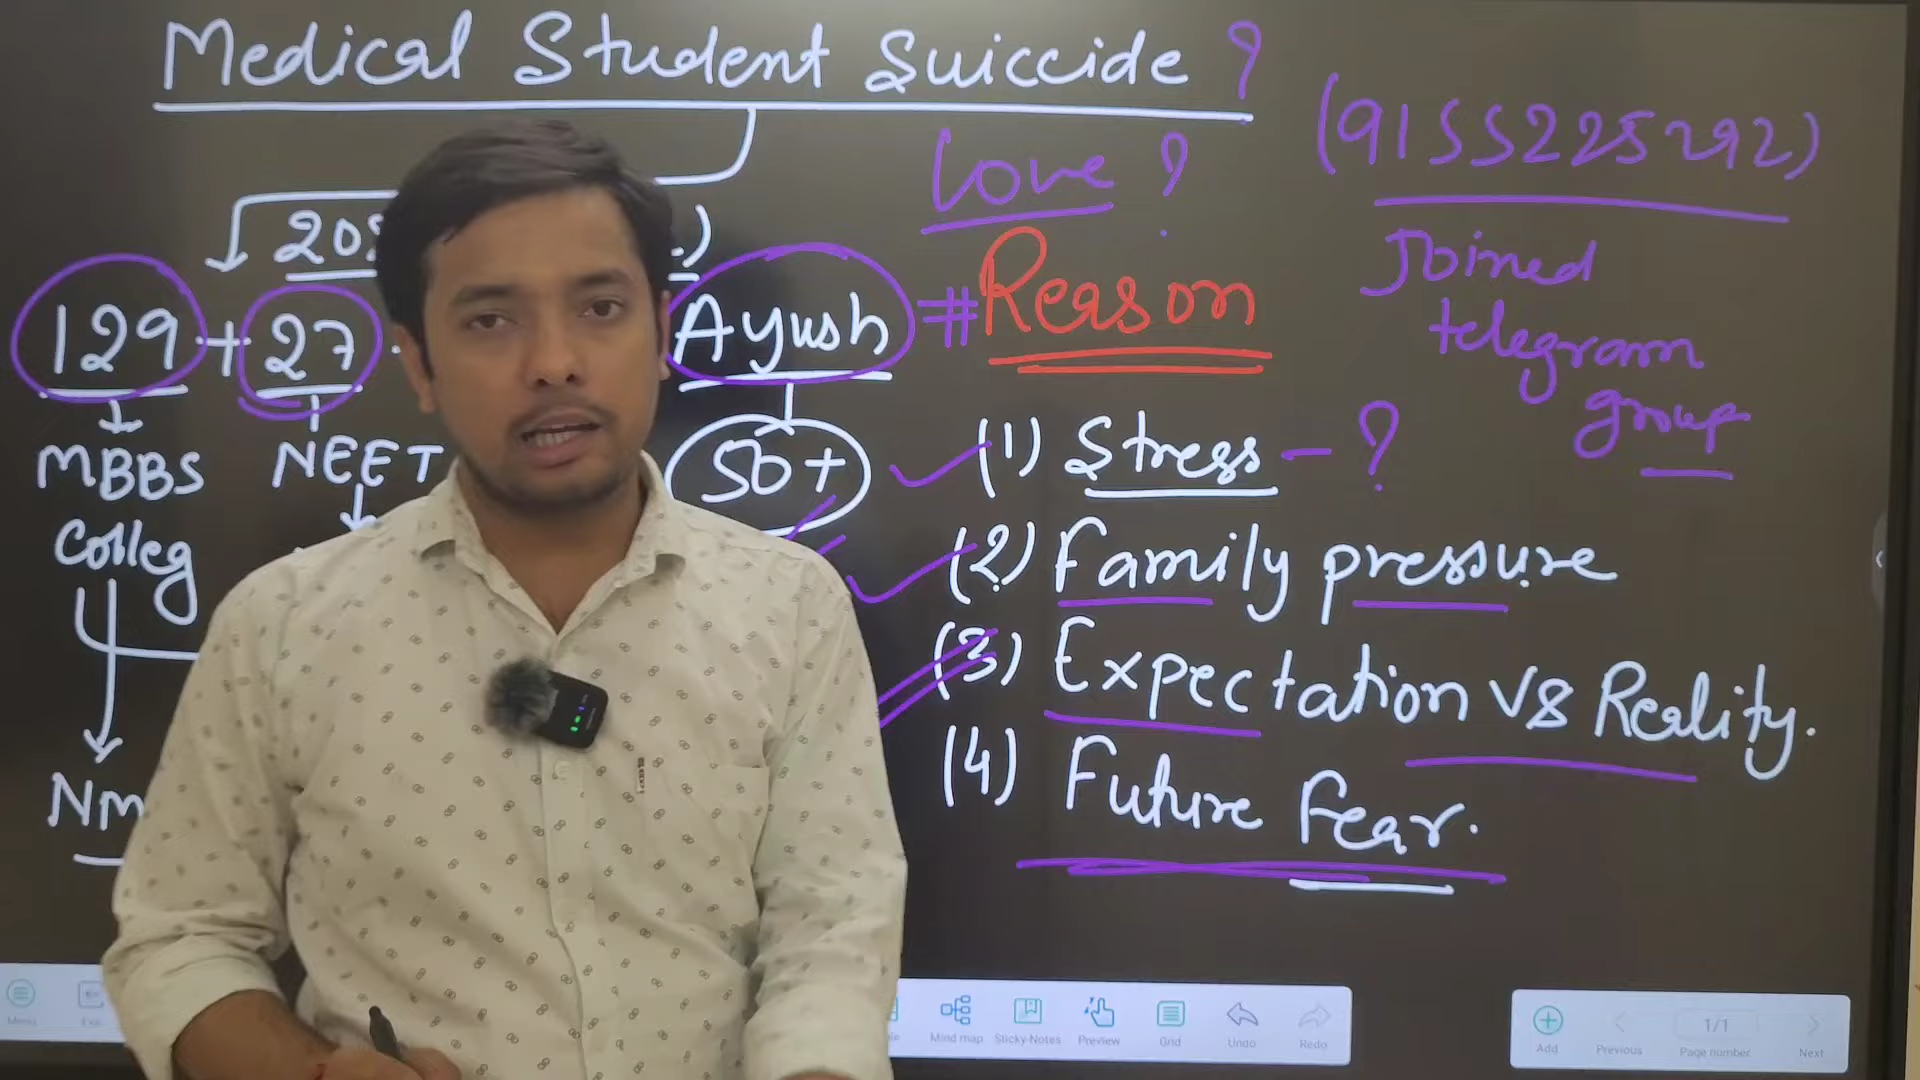 Medical Student Suiccide ?
(9155225292)
Love ?
Joined
telegram
group
129 + 27
Ayush
# Reason
MBBS
Colleg
NEET
50+
(1) Stress - ?
(2) Family pressure
(3) Expectation VS Reality.
(4) Future Fear.
Menu
Mind map
Sticky-Notes
Preview
Grid
Undo
Redo
Add
Previous
1/1
Page number
Next